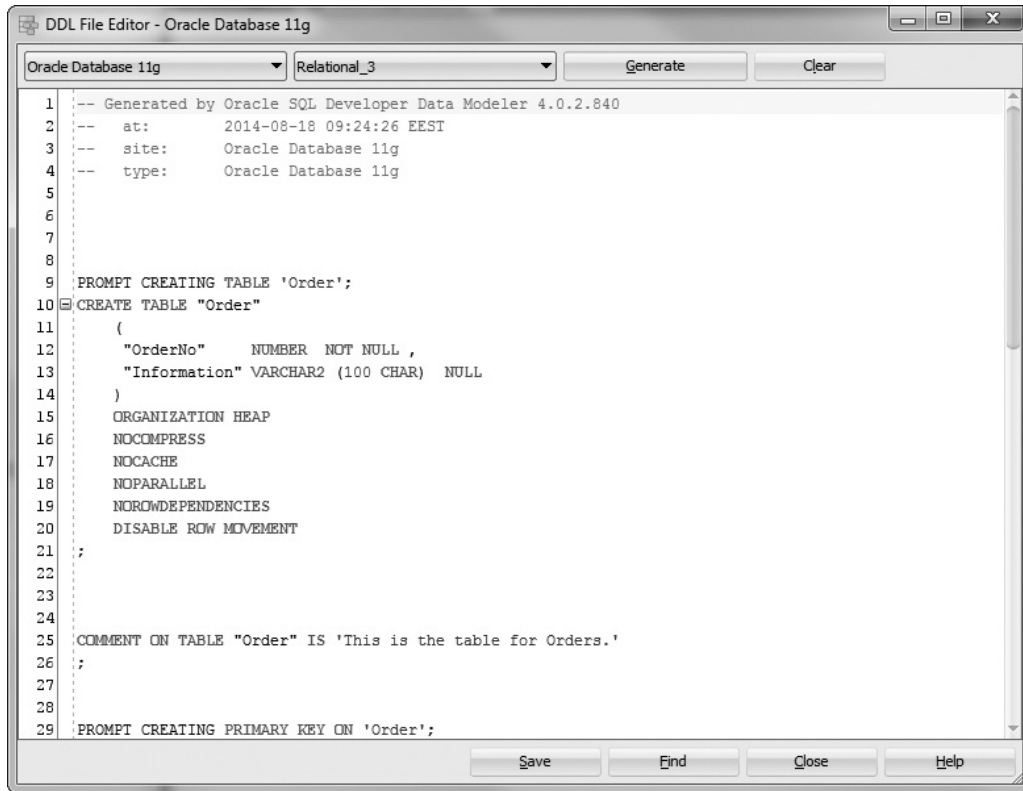 DDL File Editor - Oracle Database 11g
Oracle Database 11g Relational_3 Generate Clear
1 -- Generated by Oracle SQL Developer Data Modeler 4.0.2.840
2 --   at:        2014-08-18 09:24:26 EEST
3 --   site:      Oracle Database 11g
4 --   type:      Oracle Database 11g
5
6
7
8
9 PROMPT CREATING TABLE 'Order';
10 CREATE TABLE "Order"
11     (
12      "OrderNo"     NUMBER  NOT NULL ,
13      "Information" VARCHAR2 (100 CHAR)  NULL
14     )
15     ORGANIZATION HEAP
16     NOCOMPRESS
17     NOCACHE
18     NOPARALLEL
19     NOROWDEPENDENCIES
20     DISABLE ROW MOVEMENT
21 ;
22
23
24
25 COMMENT ON TABLE "Order" IS 'This is the table for Orders.'
26 ;
27
28
29 PROMPT CREATING PRIMARY KEY ON 'Order';
Save Find Close Help